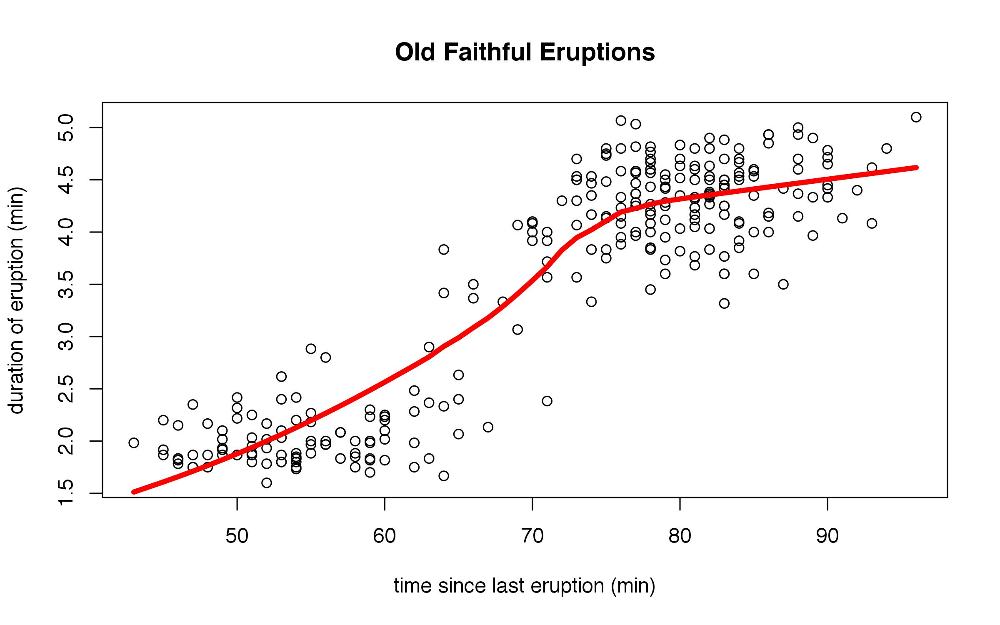 Old Faithful Eruptions
duration of eruption (min)
5.0
4.5
4.0
3.5
3.0
2.5
2.0
1.5
50 60 70 80 90
time since last eruption (min)